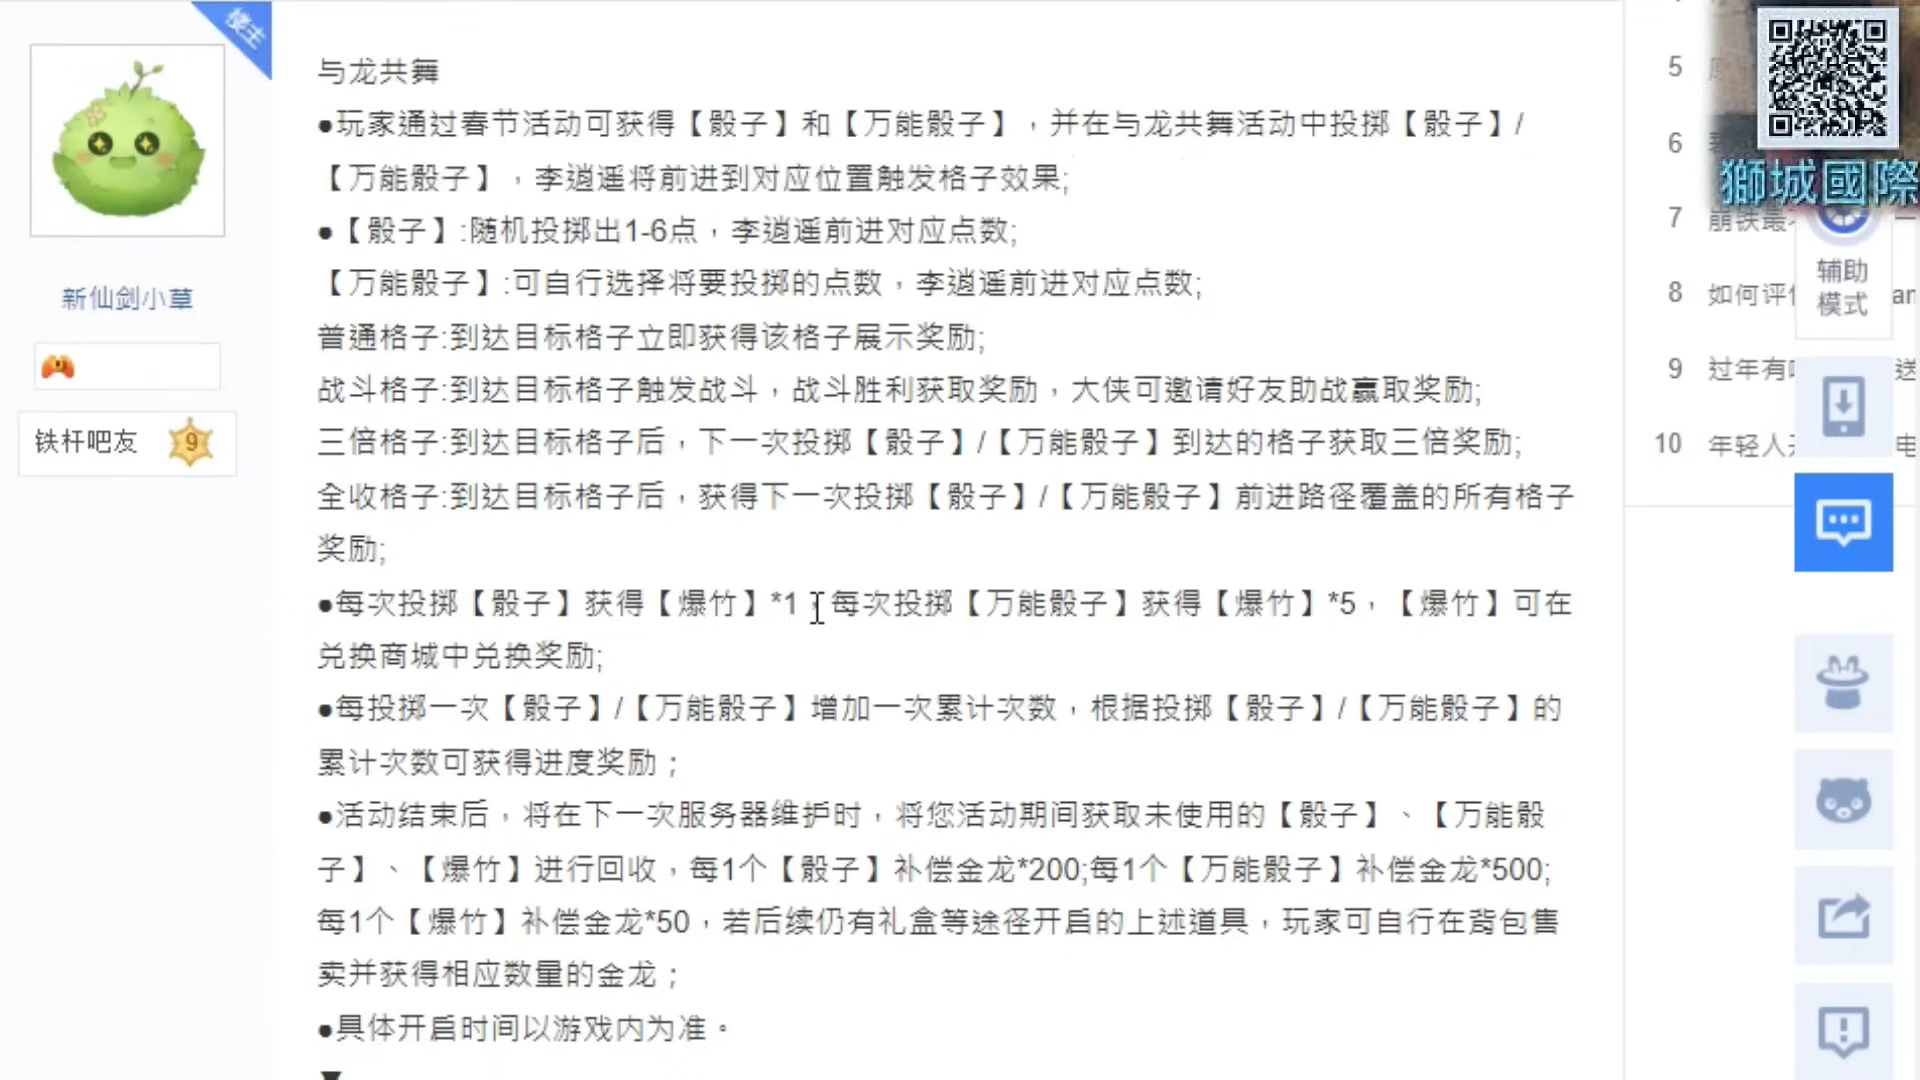 楼主
与龙共舞
●玩家通过春节活动可获得【骰子】和【万能骰子】，并在与龙共舞活动中投掷【骰子】/
【万能骰子】，李逍遥将前进到对应位置触发格子效果;
●【骰子】:随机投掷出1-6点，李逍遥前进对应点数;
【万能骰子】:可自行选择将要投掷的点数，李逍遥前进对应点数;
普通格子:到达目标格子立即获得该格子展示奖励;
战斗格子:到达目标格子触发战斗，战斗胜利获取奖励，大侠可邀请好友助战赢取奖励;
三倍格子:到达目标格子后，下一次投掷【骰子】/【万能骰子】到达的格子获取三倍奖励;
全收格子:到达目标格子后，获得下一次投掷【骰子】/【万能骰子】前进路径覆盖的所有格子
奖励;
●每次投掷【骰子】获得【爆竹】*1，每次投掷【万能骰子】获得【爆竹】*5，【爆竹】可在
兑换商城中兑换奖励;
●每投掷一次【骰子】/【万能骰子】增加一次累计次数，根据投掷【骰子】/【万能骰子】的
累计次数可获得进度奖励；
●活动结束后，将在下一次服务器维护时，将您活动期间获取未使用的【骰子】、【万能骰
子】、【爆竹】进行回收，每1个【骰子】补偿金龙*200;每1个【万能骰子】补偿金龙*500;
每1个【爆竹】补偿金龙*50，若后续仍有礼盒等途径开启的上述道具，玩家可自行在背包售
卖并获得相应数量的金龙；
●具体开启时间以游戏内为准。
新仙剑小草
铁杆吧友 9
5
6
7 崩铁最
8 如何评 an
9 过年有 送
10 年轻人 电
獅城國際
辅助
模式